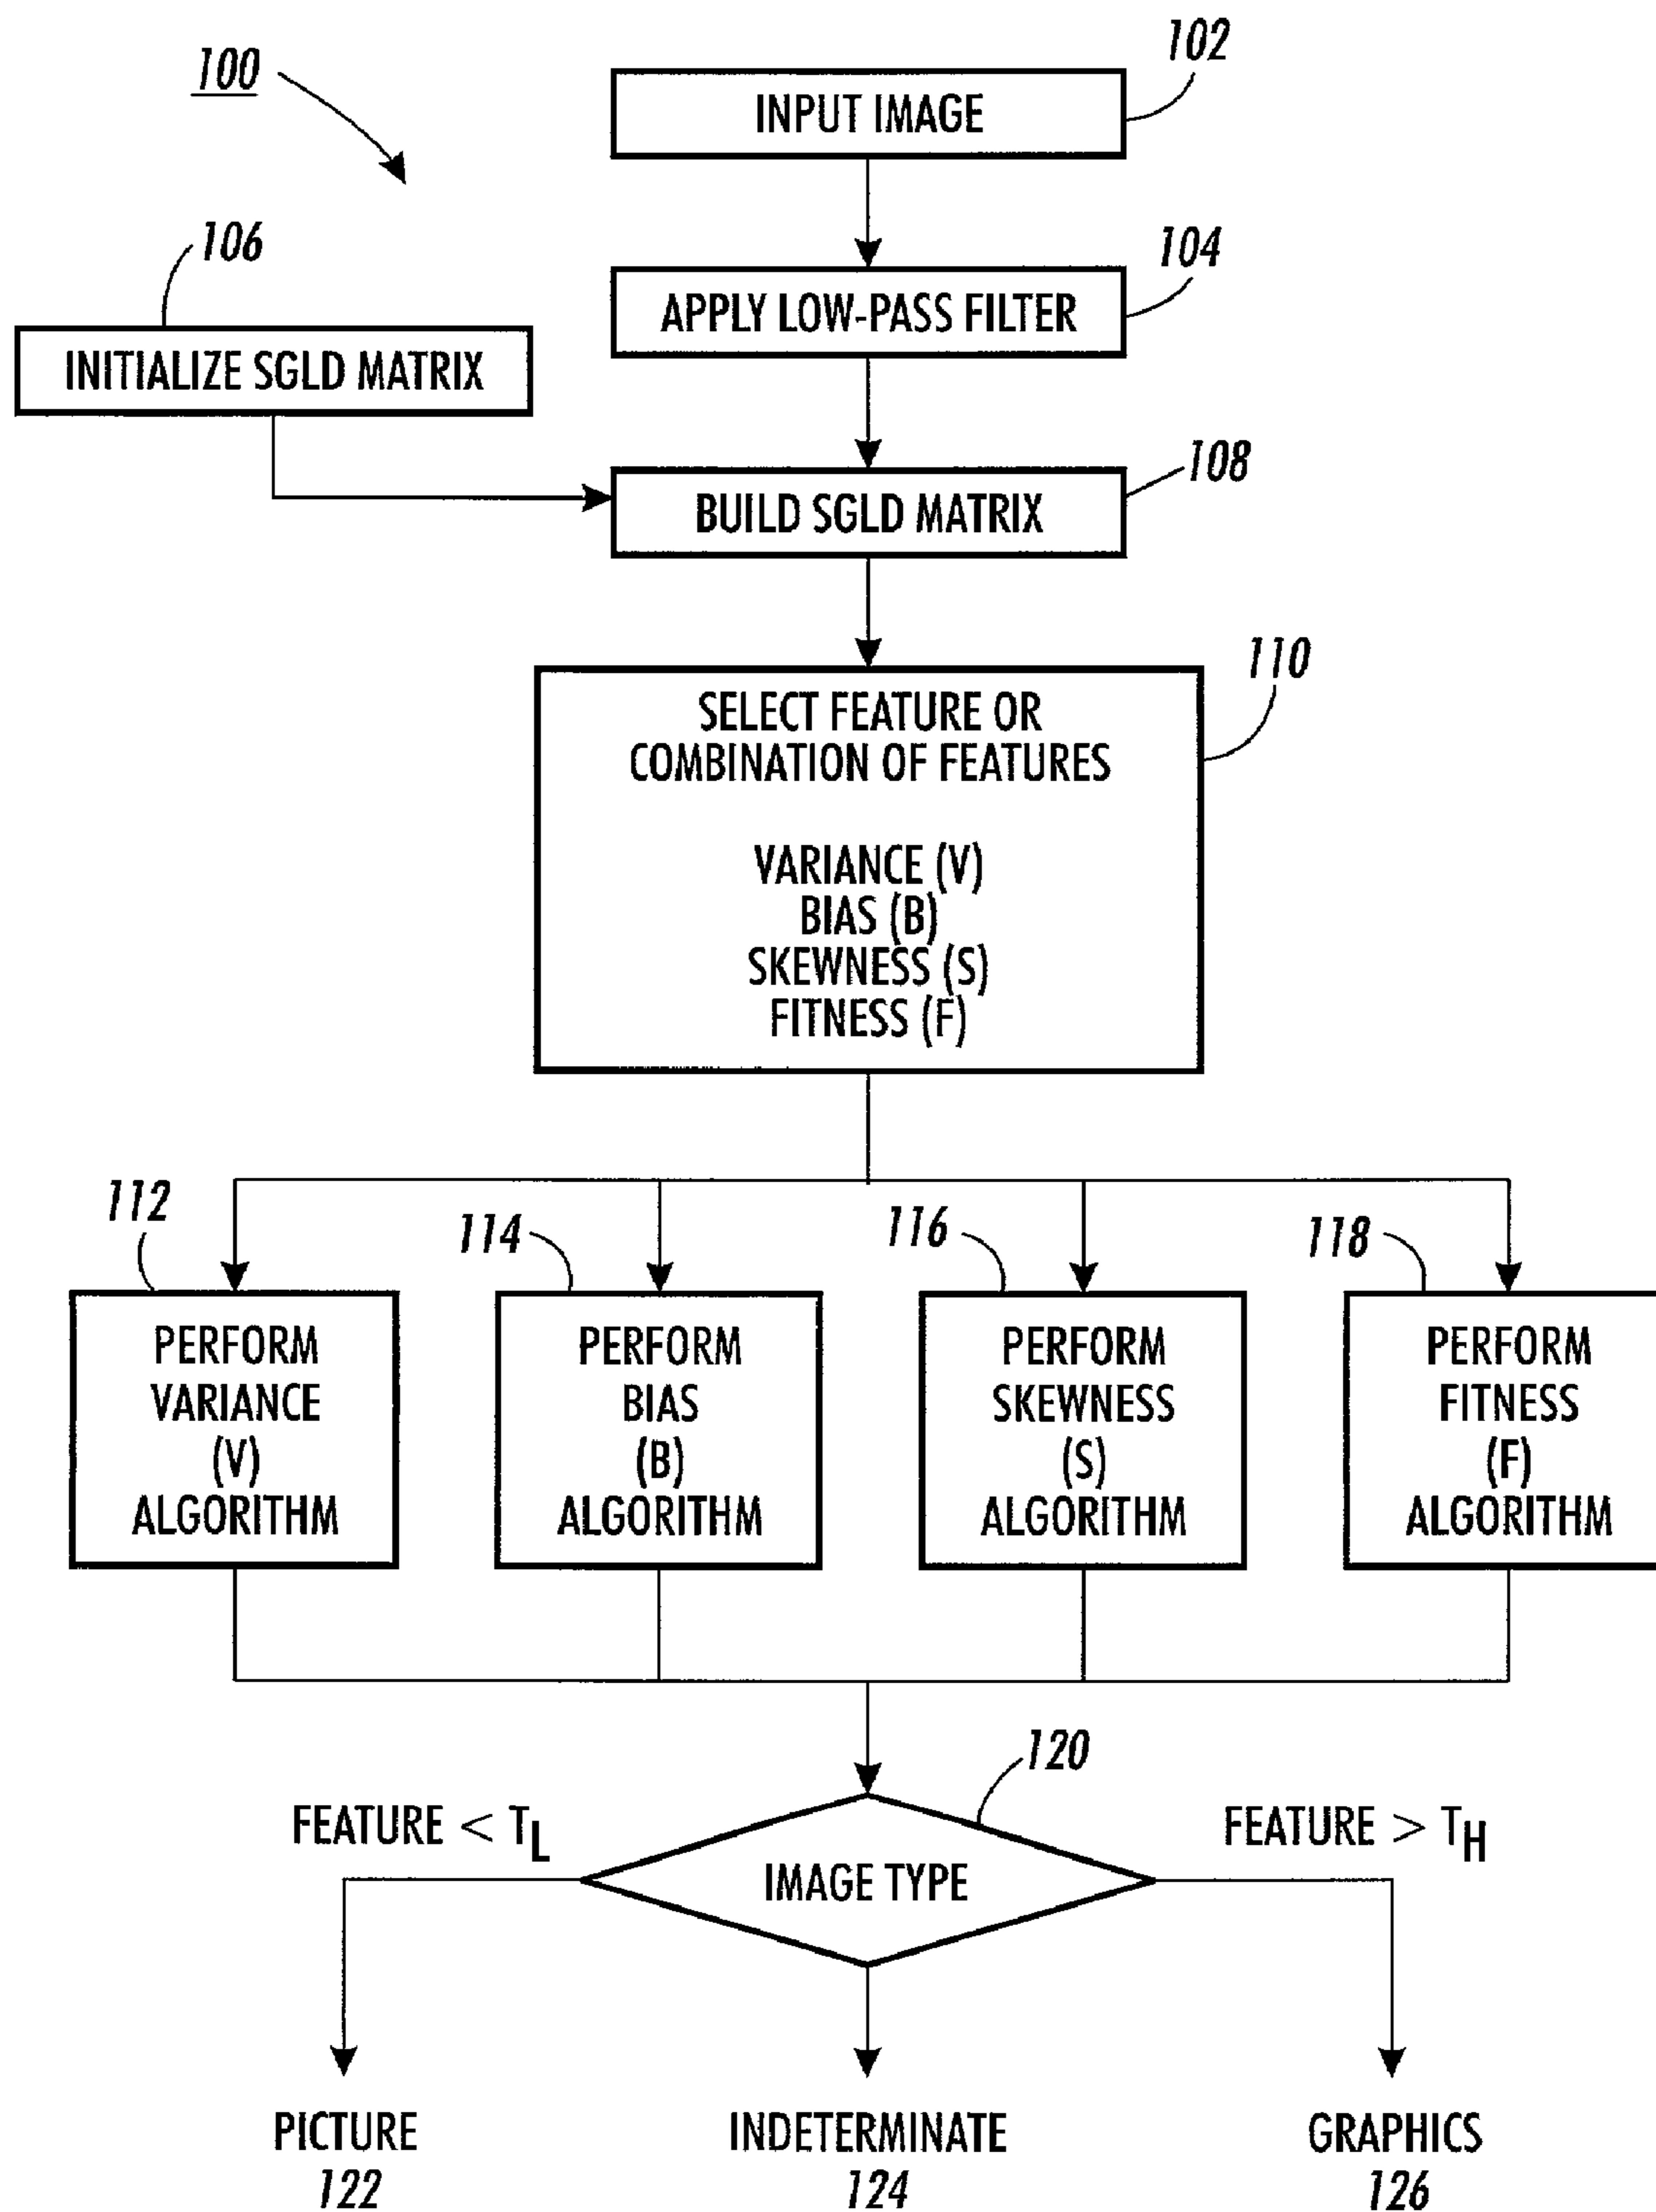 100
102
INPUT IMAGE
104
APPLY LOW-PASS FILTER
106
INITIALIZE SGLD MATRIX
108
BUILD SGLD MATRIX
110
SELECT FEATURE OR
COMBINATION OF FEATURES
VARIANCE (V)
BIAS (B)
SKEWNESS (S)
FITNESS (F)
112
PERFORM
VARIANCE
(V)
ALGORITHM
114
PERFORM
BIAS
(B)
ALGORITHM
116
PERFORM
SKEWNESS
(S)
ALGORITHM
118
PERFORM
FITNESS
(F)
ALGORITHM
120
FEATURE < TL
IMAGE TYPE
FEATURE > TH
PICTURE
122
INDETERMINATE
124
GRAPHICS
126